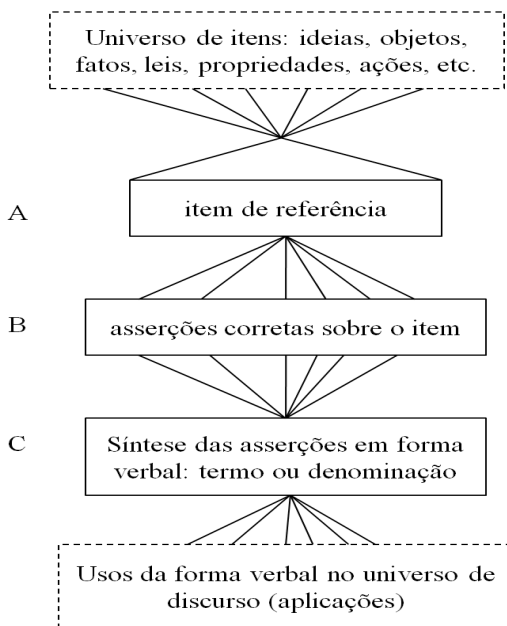 Universo de itens: ideias, objetos,
fatos, leis, propriedades, ações, etc.
A
item de referência
B
asserções corretas sobre o item
C
Síntese das asserções em forma
verbal: termo ou denominação
Usos da forma verbal no universo de
discurso (aplicações)